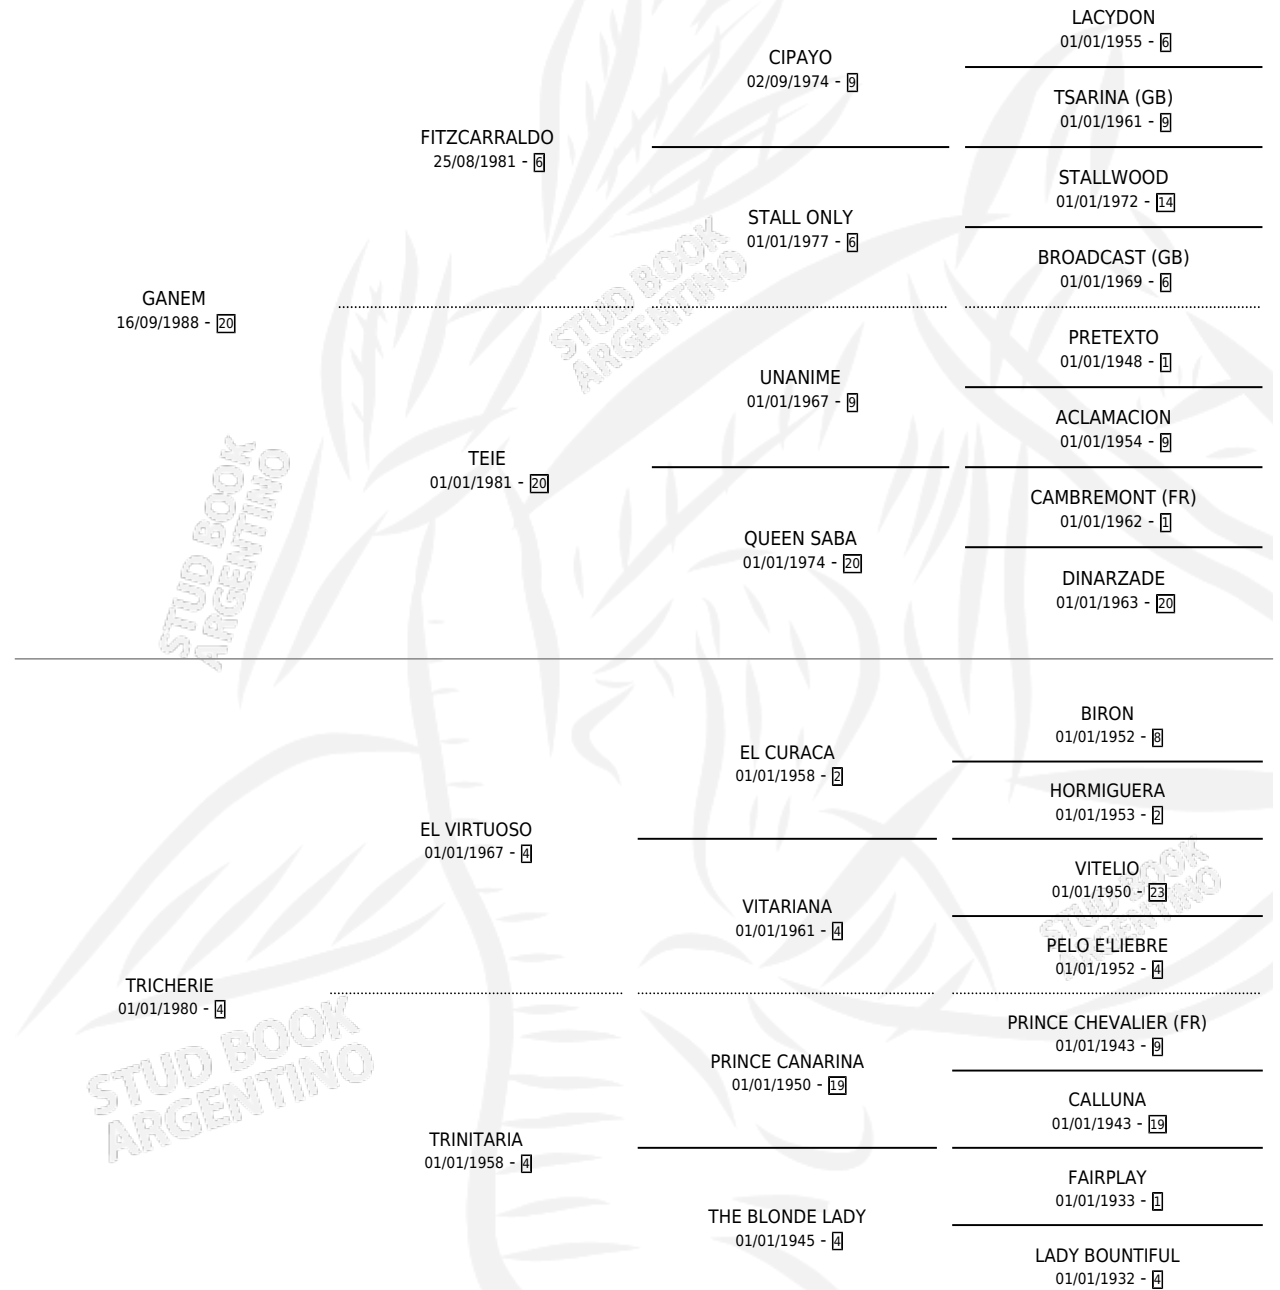 LACYDON
01/01/1955 - 6
CIPAYO
02/09/1974 - 9
TSARINA (GB)
01/01/1961 - 9
FITZCARRALDO
25/08/1981 - 6
STALLWOOD
01/01/1972 - 14
STALL ONLY
01/01/1977 - 6
BROADCAST (GB)
01/01/1969 - 6
GANEM
16/09/1988 - 20
STUD BOOK
ARGENTINO
PRETEXTO
01/01/1948 - 1
UNANIME
01/01/1967 - 9
ACLAMACION
01/01/1954 - 9
TEIE
01/01/1981 - 20
CAMBREMONT (FR)
01/01/1962 - 1
QUEEN SABA
01/01/1974 - 20
DINARZADE
01/01/1963 - 20
STUD BOOK
ARGENTINO
BIRON
01/01/1952 - 8
EL CURACA
01/01/1958 - 2
HORMIGUERA
01/01/1953 - 2
EL VIRTUOSO
01/01/1967 - 4
VITELIO
01/01/1950 - 23
STUD BOOK
ARGENTINO
VITARIANA
01/01/1961 - 4
PELO E'LIEBRE
01/01/1952 - 4
TRICHERIE
01/01/1980 - 4
STUD BOOK
ARGENTINO
PRINCE CHEVALIER (FR)
01/01/1943 - 9
PRINCE CANARINA
01/01/1950 - 19
CALLUNA
01/01/1943 - 19
TRINITARIA
01/01/1958 - 4
FAIRPLAY
01/01/1933 - 1
THE BLONDE LADY
01/01/1945 - 4
LADY BOUNTIFUL
01/01/1932 - 4